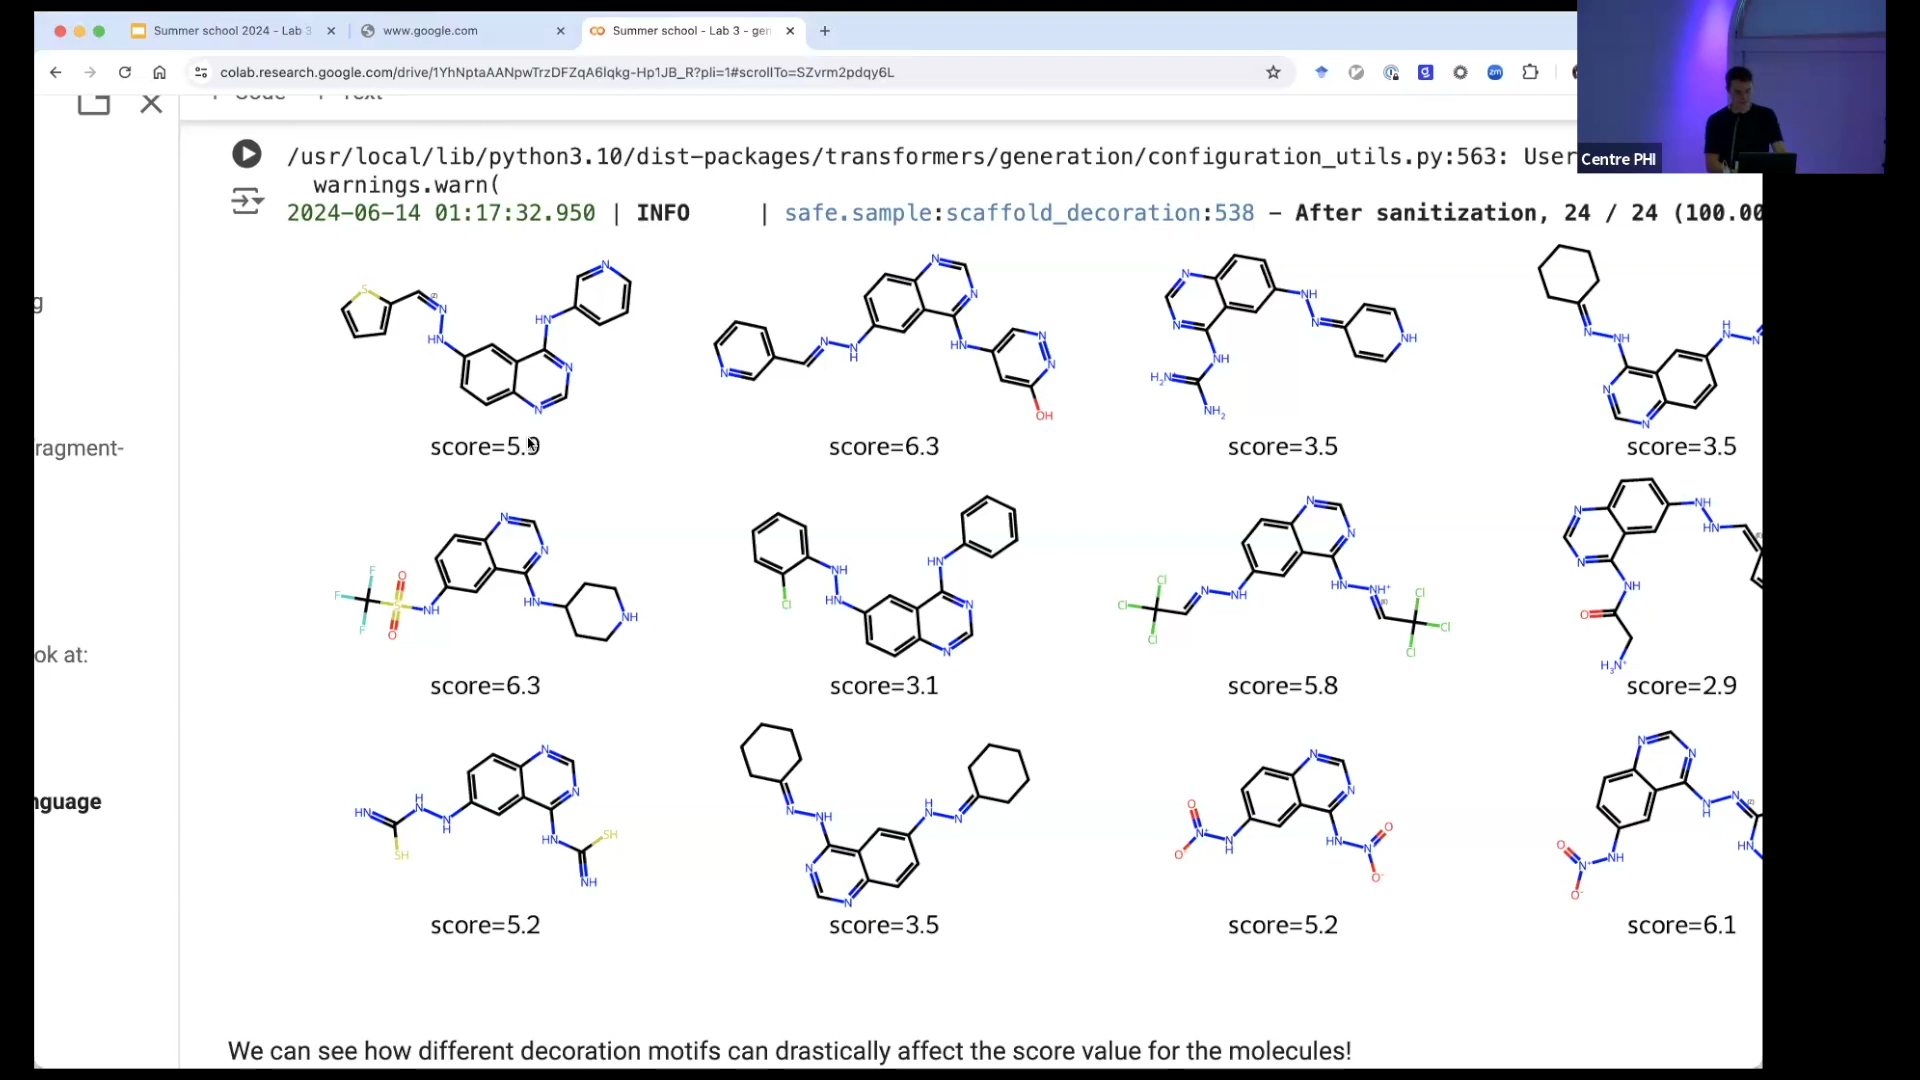 Summer school 2024 - Lab 3
www.google.com
Summer school - Lab 3 - gen
colab.research.google.com/drive/1YhNptaAANpwTrzDFZqA6lqkg-Hp1JB_R?pli=1#scrollTo=SZvrm2pdqy6L
Centre PHI
/usr/local/lib/python3.10/dist-packages/transformers/generation/configuration_utils.py:563: User
warnings.warn(
2024-06-14 01:17:32.950 | INFO | safe.sample:scaffold_decoration:538 - After sanitization, 24 / 24 (100.00
g
ragment-
ok at:
nguage
score=5.9
score=6.3
score=3.5
score=3.5
score=6.3
score=3.1
score=5.8
score=2.9
score=5.2
score=3.5
score=5.2
score=6.1
We can see how different decoration motifs can drastically affect the score value for the molecules!